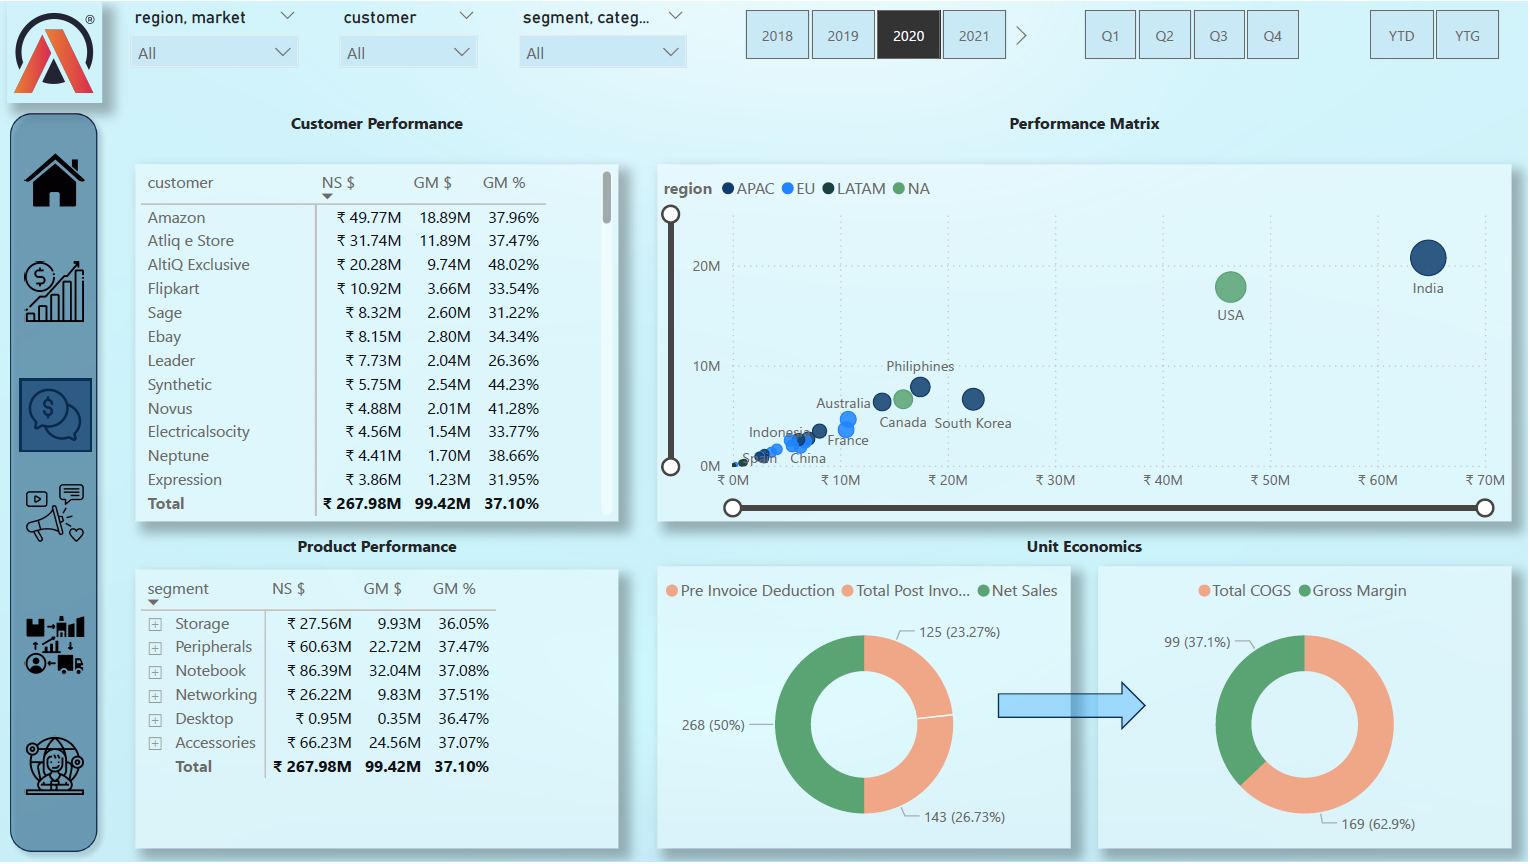 ®
region, market
customer
segment, categ...
All
All
All
2018
2019
2020
2021
Q1
Q2
Q3
Q4
YTD
YTG
Customer Performance
customer NS $ GM $ GM %
Amazon ₹ 49.77M 18.89M 37.96%
Atliq e Store ₹ 31.74M 11.89M 37.47%
AltiQ Exclusive ₹ 20.28M 9.74M 48.02%
Flipkart ₹ 10.92M 3.66M 33.54%
Sage ₹ 8.32M 2.60M 31.22%
Ebay ₹ 8.15M 2.80M 34.34%
Leader ₹ 7.73M 2.04M 26.36%
Synthetic ₹ 5.75M 2.54M 44.23%
Novus ₹ 4.88M 2.01M 41.28%
Electricalsocity ₹ 4.56M 1.54M 33.77%
Neptune ₹ 4.41M 1.70M 38.66%
Expression ₹ 3.86M 1.23M 31.95%
Total ₹ 267.98M 99.42M 37.10%
Performance Matrix
region APAC EU LATAM NA
20M
10M
0M
India
USA
Philiphines
Australia
Canada
South Korea
Indonesia
France
Spain
China
₹ 0M ₹ 10M ₹ 20M ₹ 30M ₹ 40M ₹ 50M ₹ 60M ₹ 70M
Product Performance
segment NS $ GM $ GM %
Storage ₹ 27.56M 9.93M 36.05%
Peripherals ₹ 60.63M 22.72M 37.47%
Notebook ₹ 86.39M 32.04M 37.08%
Networking ₹ 26.22M 9.83M 37.51%
Desktop ₹ 0.95M 0.35M 36.47%
Accessories ₹ 66.23M 24.56M 37.07%
Total ₹ 267.98M 99.42M 37.10%
Unit Economics
Pre Invoice Deduction Total Post Invo... Net Sales
125 (23.27%)
268 (50%)
143 (26.73%)
Total COGS Gross Margin
99 (37.1%)
169 (62.9%)